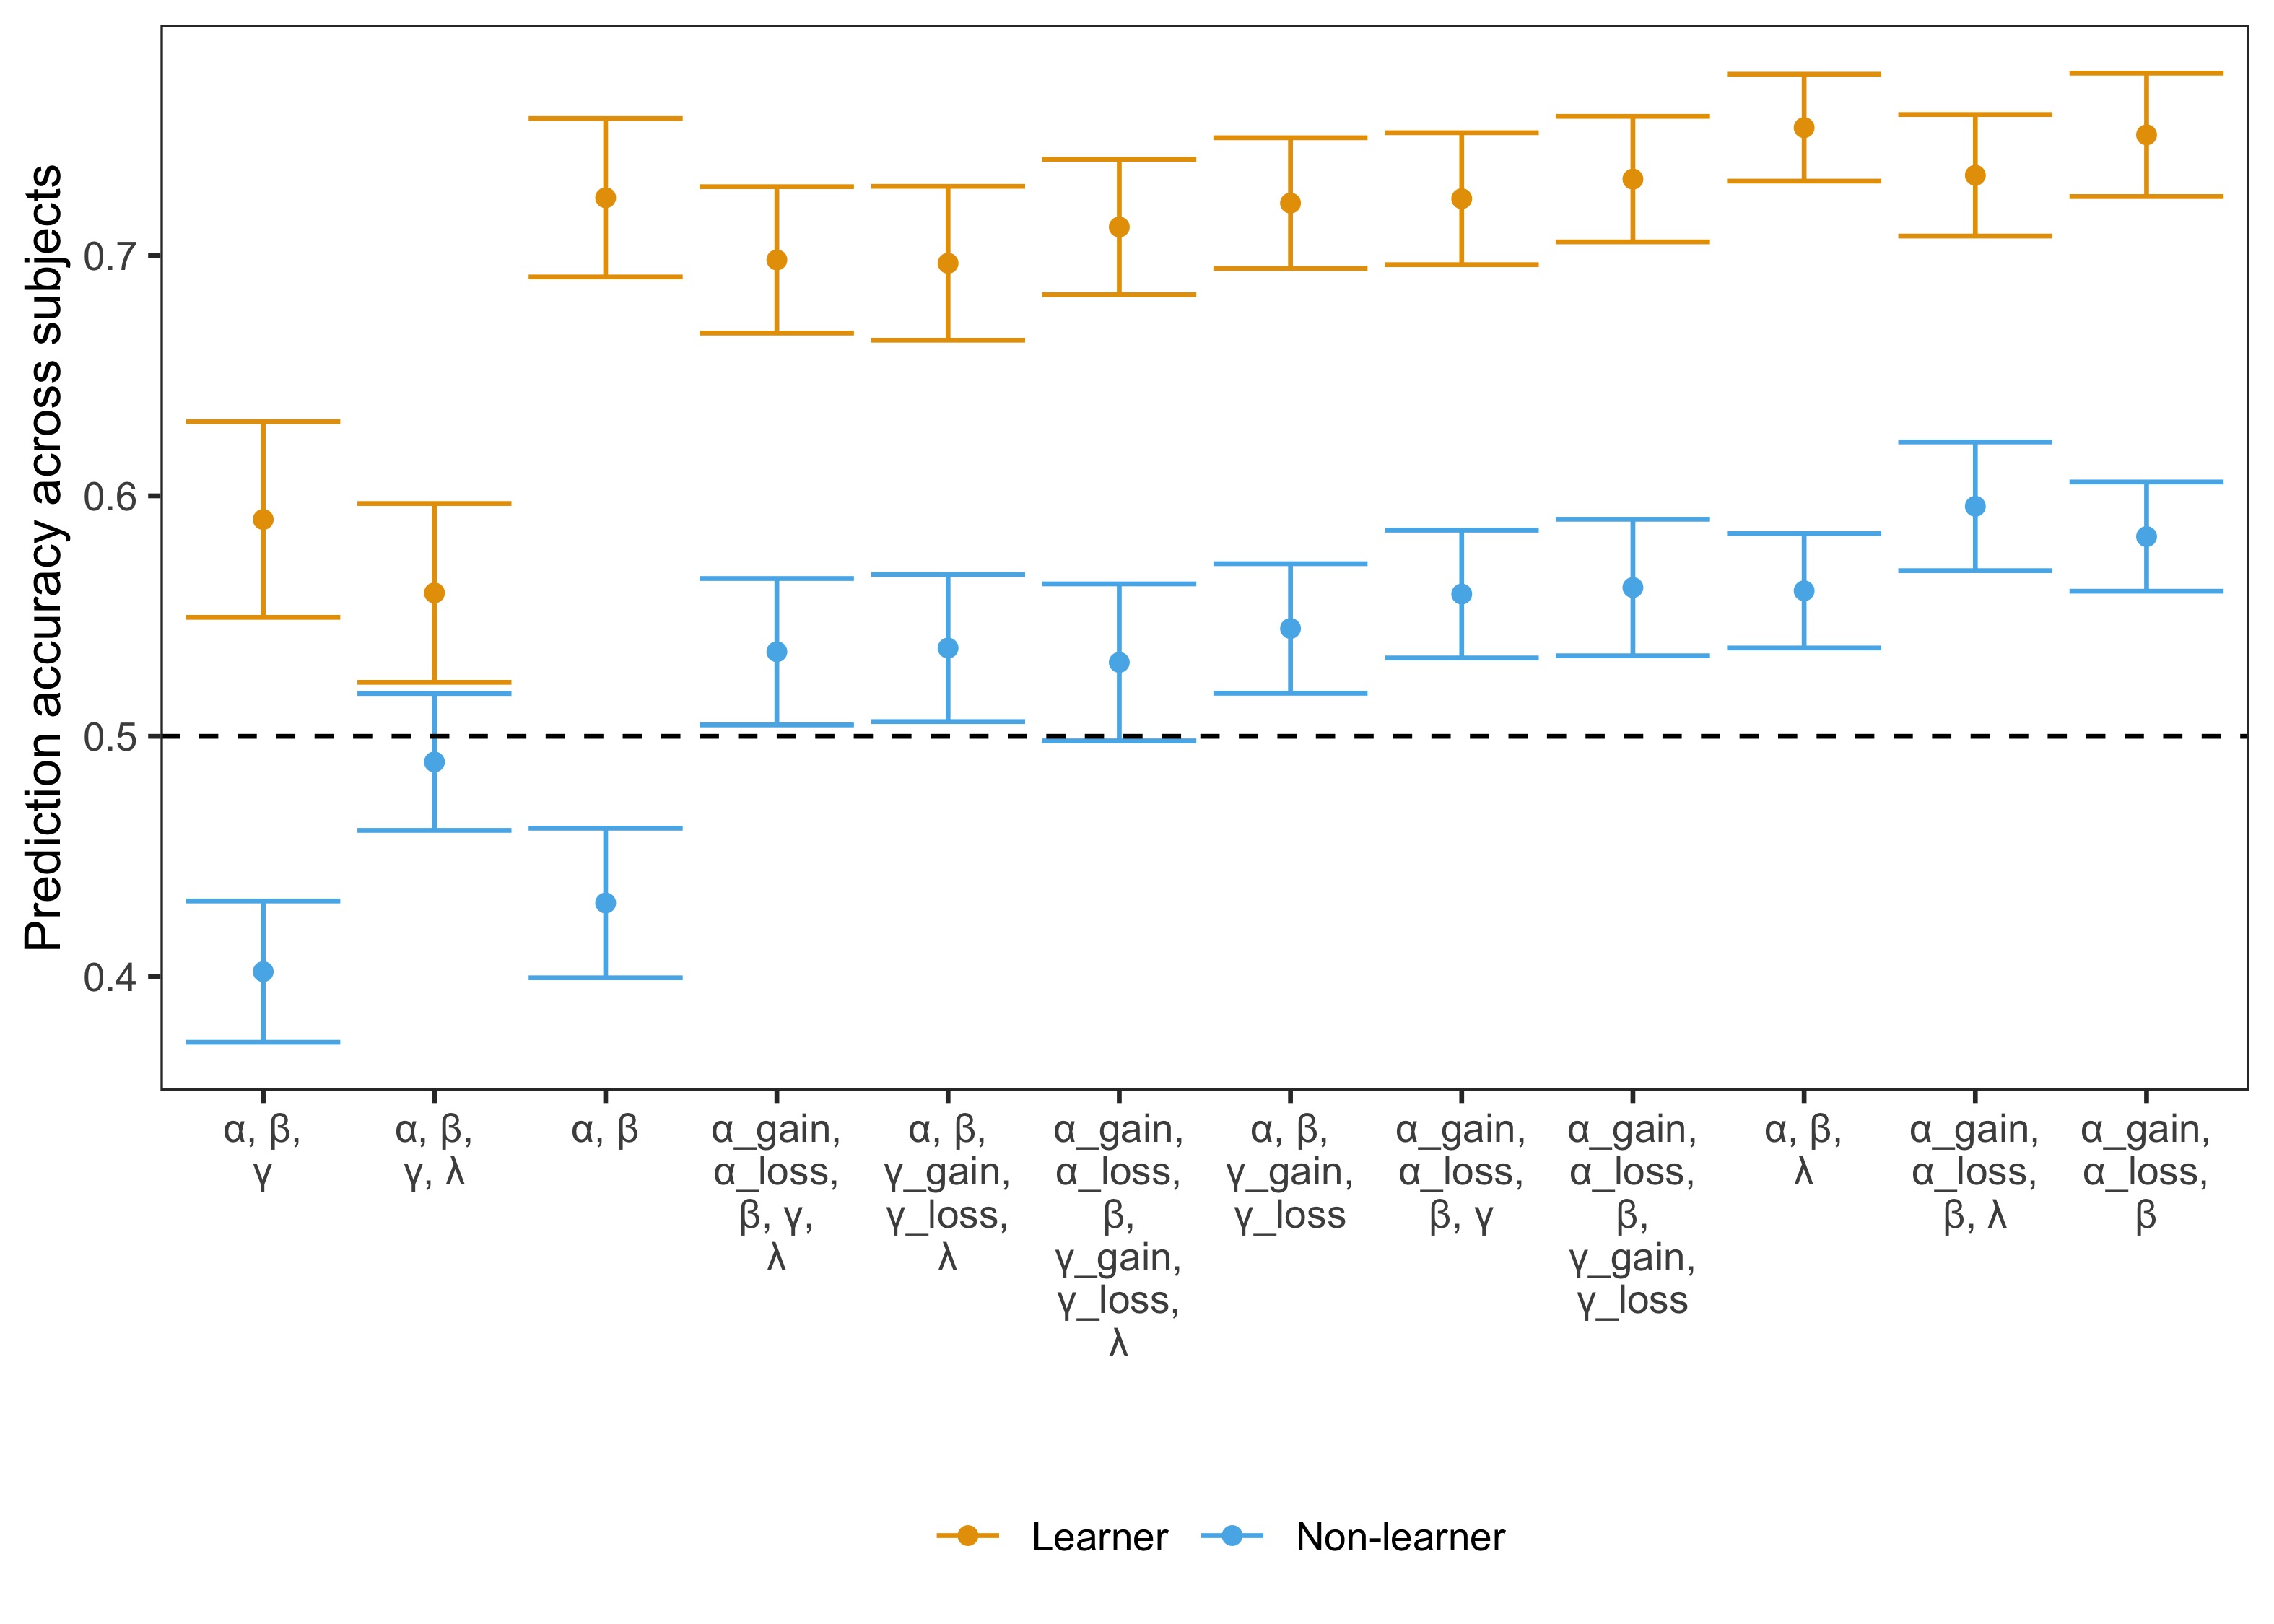 Prediction accuracy across subjects
0.7
0.6
0.5
0.4
α, β,
γ
α, β,
γ, λ
α, β
α_gain,
α_loss,
β, γ,
λ
α, β,
γ_gain,
γ_loss,
λ
α_gain,
α_loss,
β,
γ_gain,
γ_loss,
λ
α, β,
γ_gain,
γ_loss
α_gain,
α_loss,
β, γ
α_gain,
α_loss,
β,
γ_gain,
γ_loss
α, β,
λ
α_gain,
α_loss,
β, λ
α_gain,
α_loss,
β
Learner
Non-learner